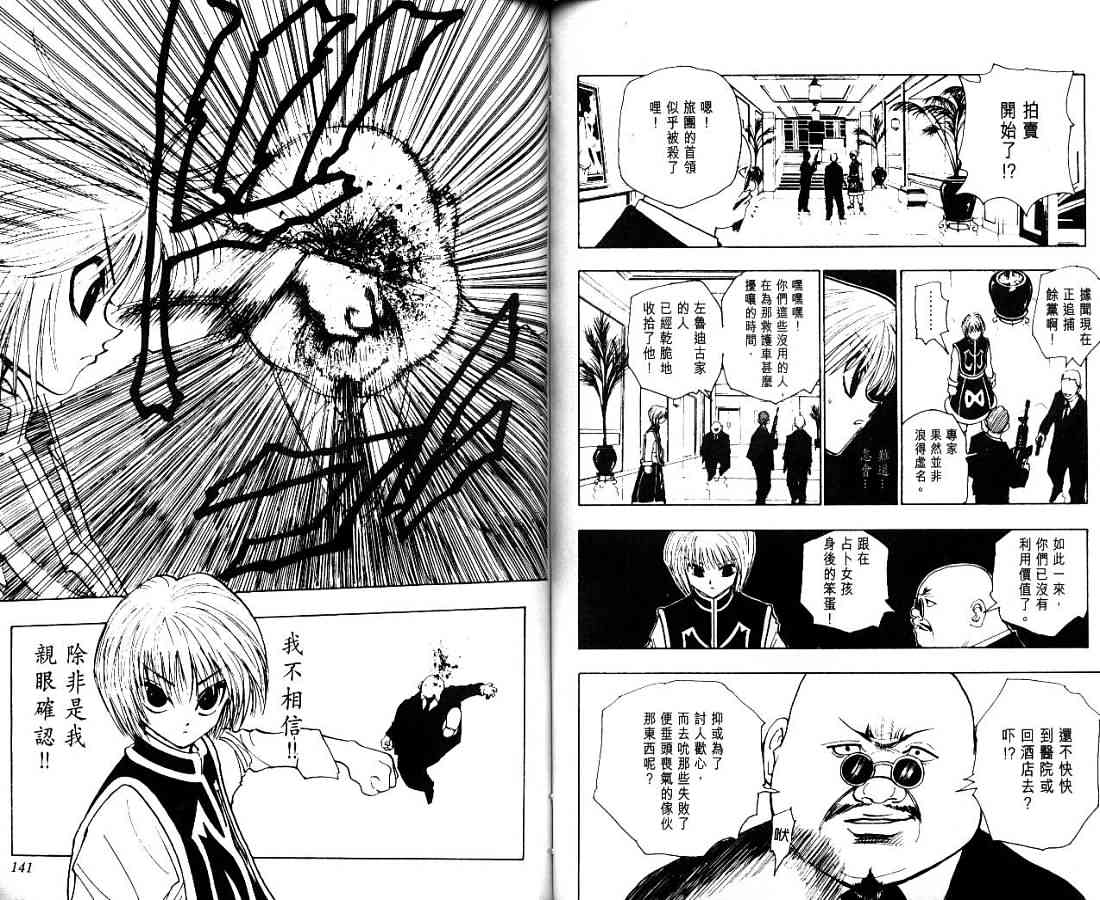 拍賣
開始了!?
嗯!
旅團的首領
似乎被殺了
哩!
據聞現在
正追捕
餘黨啊!
………
專家
果然並非
浪得虛名。
難道…
嘿嘿嘿!
你們這些沒用的人
在為那救護車甚麼
擾嚷的時間.
左魯迪古家
的人
已經乾脆地
收拾了他!
如此一來,
你們已沒有
利用價值了。
跟在
占卜女孩
身後的笨蛋!
還不快快
到醫院或
回酒店去?
吓!?
抑或為了
討人歡心,
而去吮那些失敗了
便垂頭喪氣的傢伙
那東西呢?
我不相信!!
除非是我
親眼確認!!
141